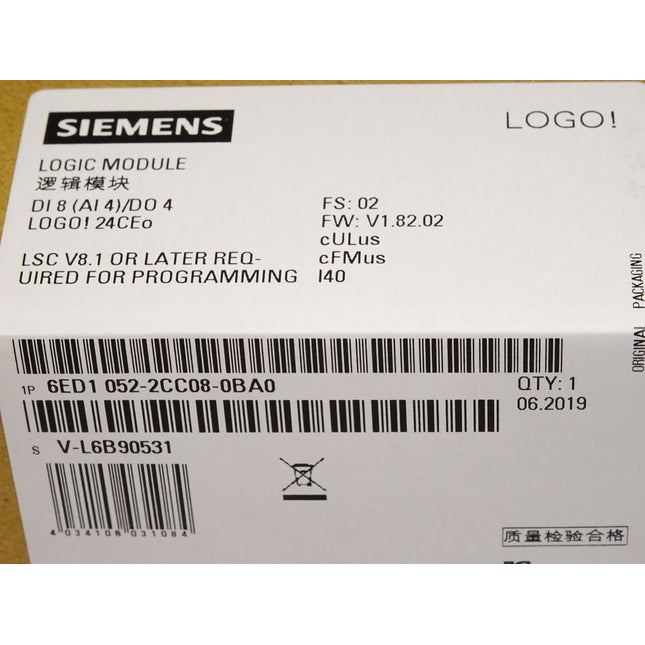 SIEMENS
LOGO!
LOGIC MODULE
逻辑模块
DI 8 (AI 4)/DO 4
LOGO! 24CEo
LSC V8.1 OR LATER REQ-
UIRED FOR PROGRAMMING
FS: 02
FW: V1.82.02
cULus
cFMus
I40
ORIGINAL PACKAGING
1P 6ED1 052-2CC08-0BA0
QTY: 1
06.2019
S V-L6B90531
4034106031084
质量检验合格